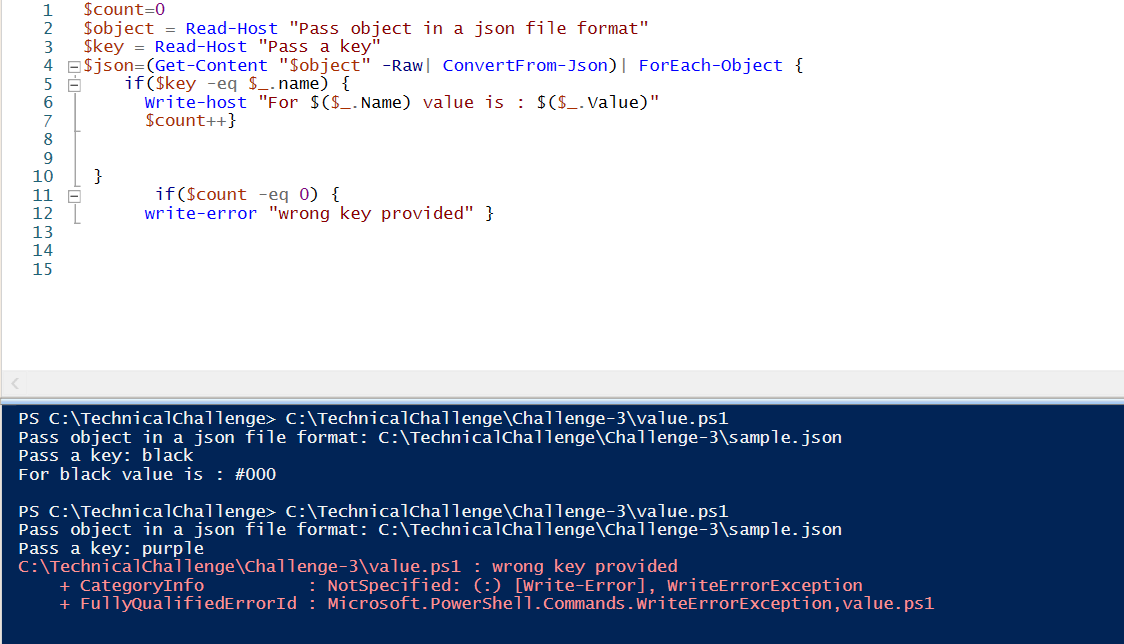 1 $count=0
2 $object = Read-Host "Pass object in a json file format"
3 $key = Read-Host "Pass a key"
4 $json=(Get-Content "$object" -Raw| ConvertFrom-Json)| ForEach-Object {
5 if($key -eq $_.name) {
6 Write-host "For $($_.Name) value is : $($_.Value)"
7 $count++}
8
9
10 }
11 if($count -eq 0) {
12 write-error "wrong key provided" }
13
14
15
PS C:\TechnicalChallenge> C:\TechnicalChallenge\Challenge-3\value.ps1
Pass object in a json file format: C:\TechnicalChallenge\Challenge-3\sample.json
Pass a key: black
For black value is : #000
PS C:\TechnicalChallenge> C:\TechnicalChallenge\Challenge-3\value.ps1
Pass object in a json file format: C:\TechnicalChallenge\Challenge-3\sample.json
Pass a key: purple
C:\TechnicalChallenge\Challenge-3\value.ps1 : wrong key provided
+ CategoryInfo : NotSpecified: (:) [Write-Error], WriteErrorException
+ FullyQualifiedErrorId : Microsoft.PowerShell.Commands.WriteErrorException,value.ps1